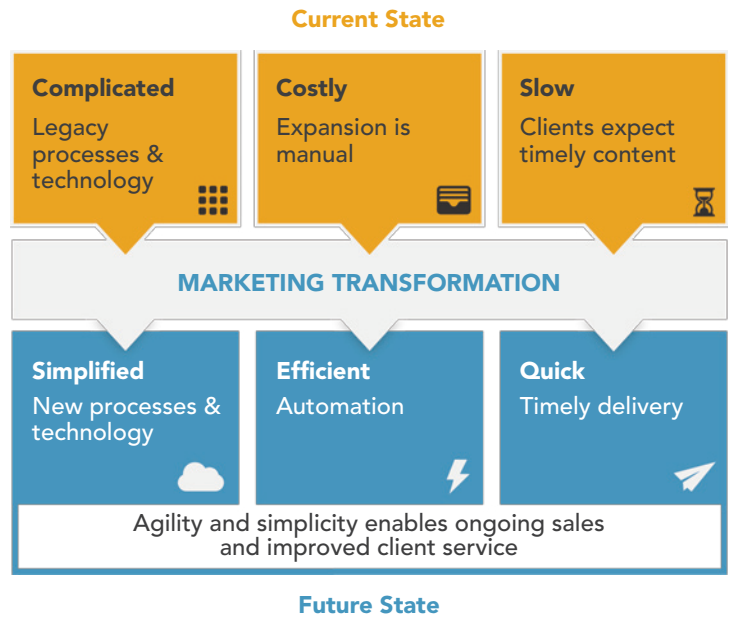 Current State
Complicated
Legacy
processes &
technology
Costly
Expansion is
manual
Slow
Clients expect
timely content
MARKETING TRANSFORMATION
Simplified
New processes &
technology
Efficient
Automation
Quick
Timely delivery
Agility and simplicity enables ongoing sales
and improved client service
Future State